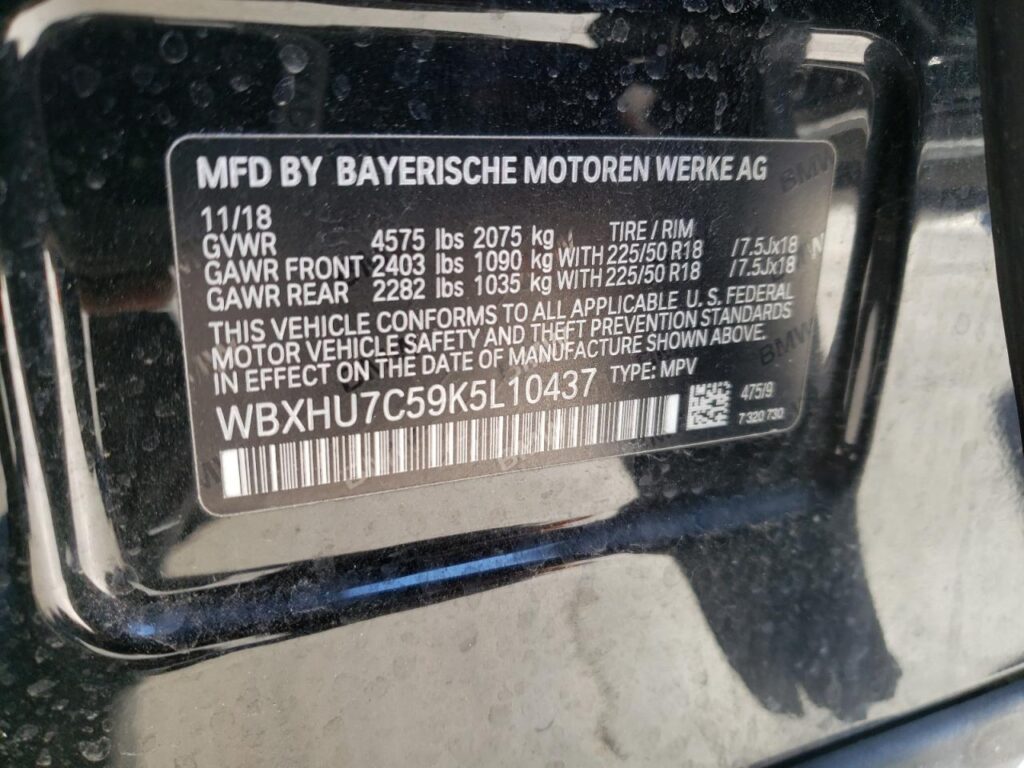 MFD BY BAYERISCHE MOTOREN WERKE AG
11/18 TIRE / RIM
GVWR 4575 lbs 2075 kg
GAWR FRONT 2403 lbs 1090 kg WITH 225/50 R18 /7.5Jx18
GAWR REAR 2282 lbs 1035 kg WITH 225/50 R18 /7.5Jx18
THIS VEHICLE CONFORMS TO ALL APPLICABLE U.S. FEDERAL
MOTOR VEHICLE SAFETY AND THEFT PREVENTION STANDARDS
IN EFFECT ON THE DATE OF MANUFACTURE SHOWN ABOVE.
WBXHU7C59K5L10437 TYPE: MPV
475/9
7 320 730